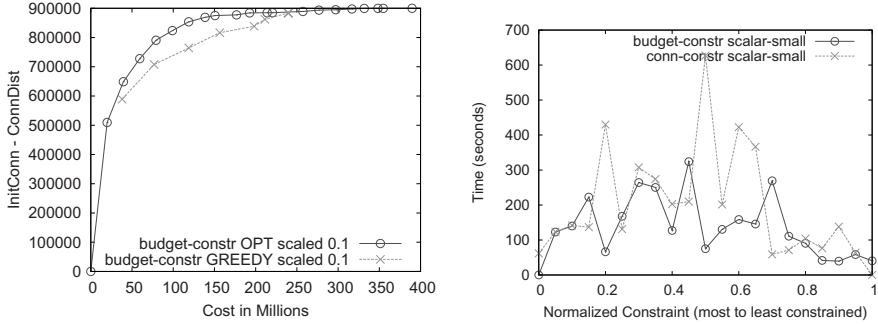 900000
800000
700000
600000
500000
400000
300000
200000
100000
0
InitConn - ConnDist
budget-constr OPT scaled 0.1
budget-constr GREEDY scaled 0.1
0 50 100 150 200 250 300 350 400
Cost in Millions
700
600
500
400
300
200
100
0
Time (seconds)
budget-constr scalar-small
conn-constr scalar-small
0 0.2 0.4 0.6 0.8 1
Normalized Constraint (most to least constrained)